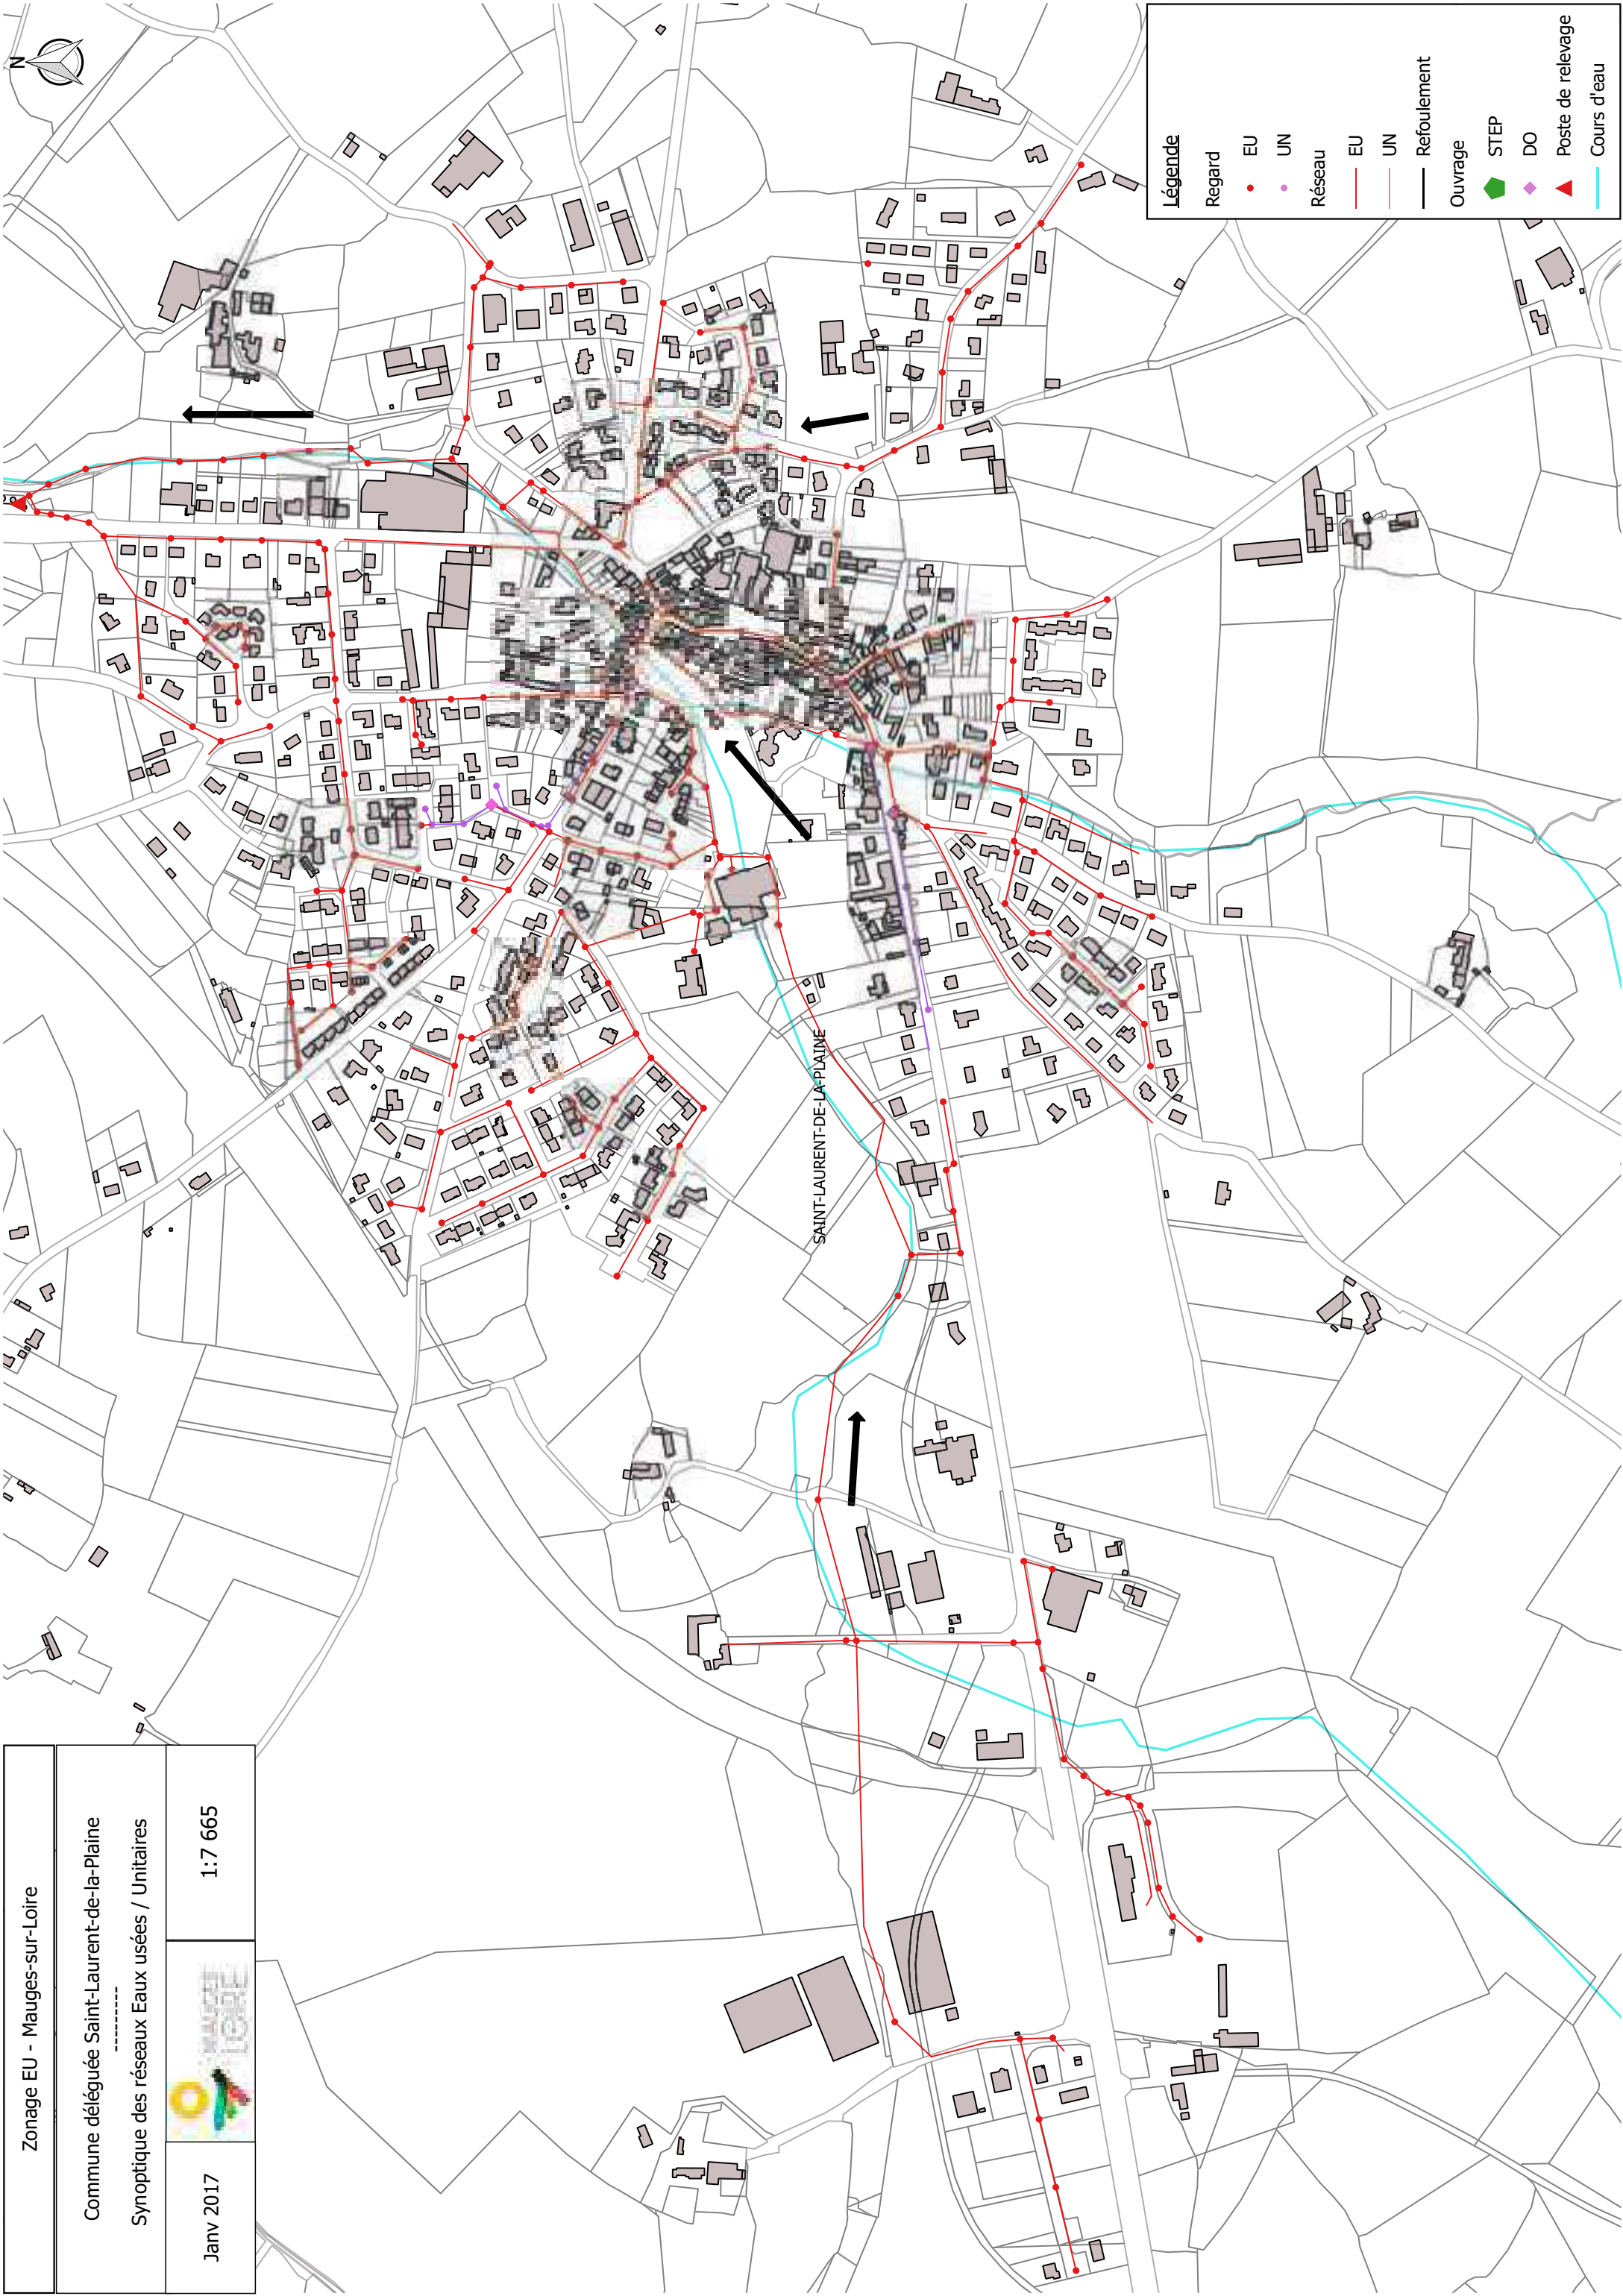 Zonage EU - Mauges-sur-Loire
Commune déléguée Saint-Laurent-de-la-Plaine
----------
Synoptique des réseaux Eaux usées / Unitaires
Janv 2017
1:7 665
SAINT-LAURENT-DE-LA-PLAINE
N
Légende
Regard
EU
UN
Réseau
EU
UN
Refoulement
Ouvrage
STEP
DO
Poste de relevage
Cours d'eau